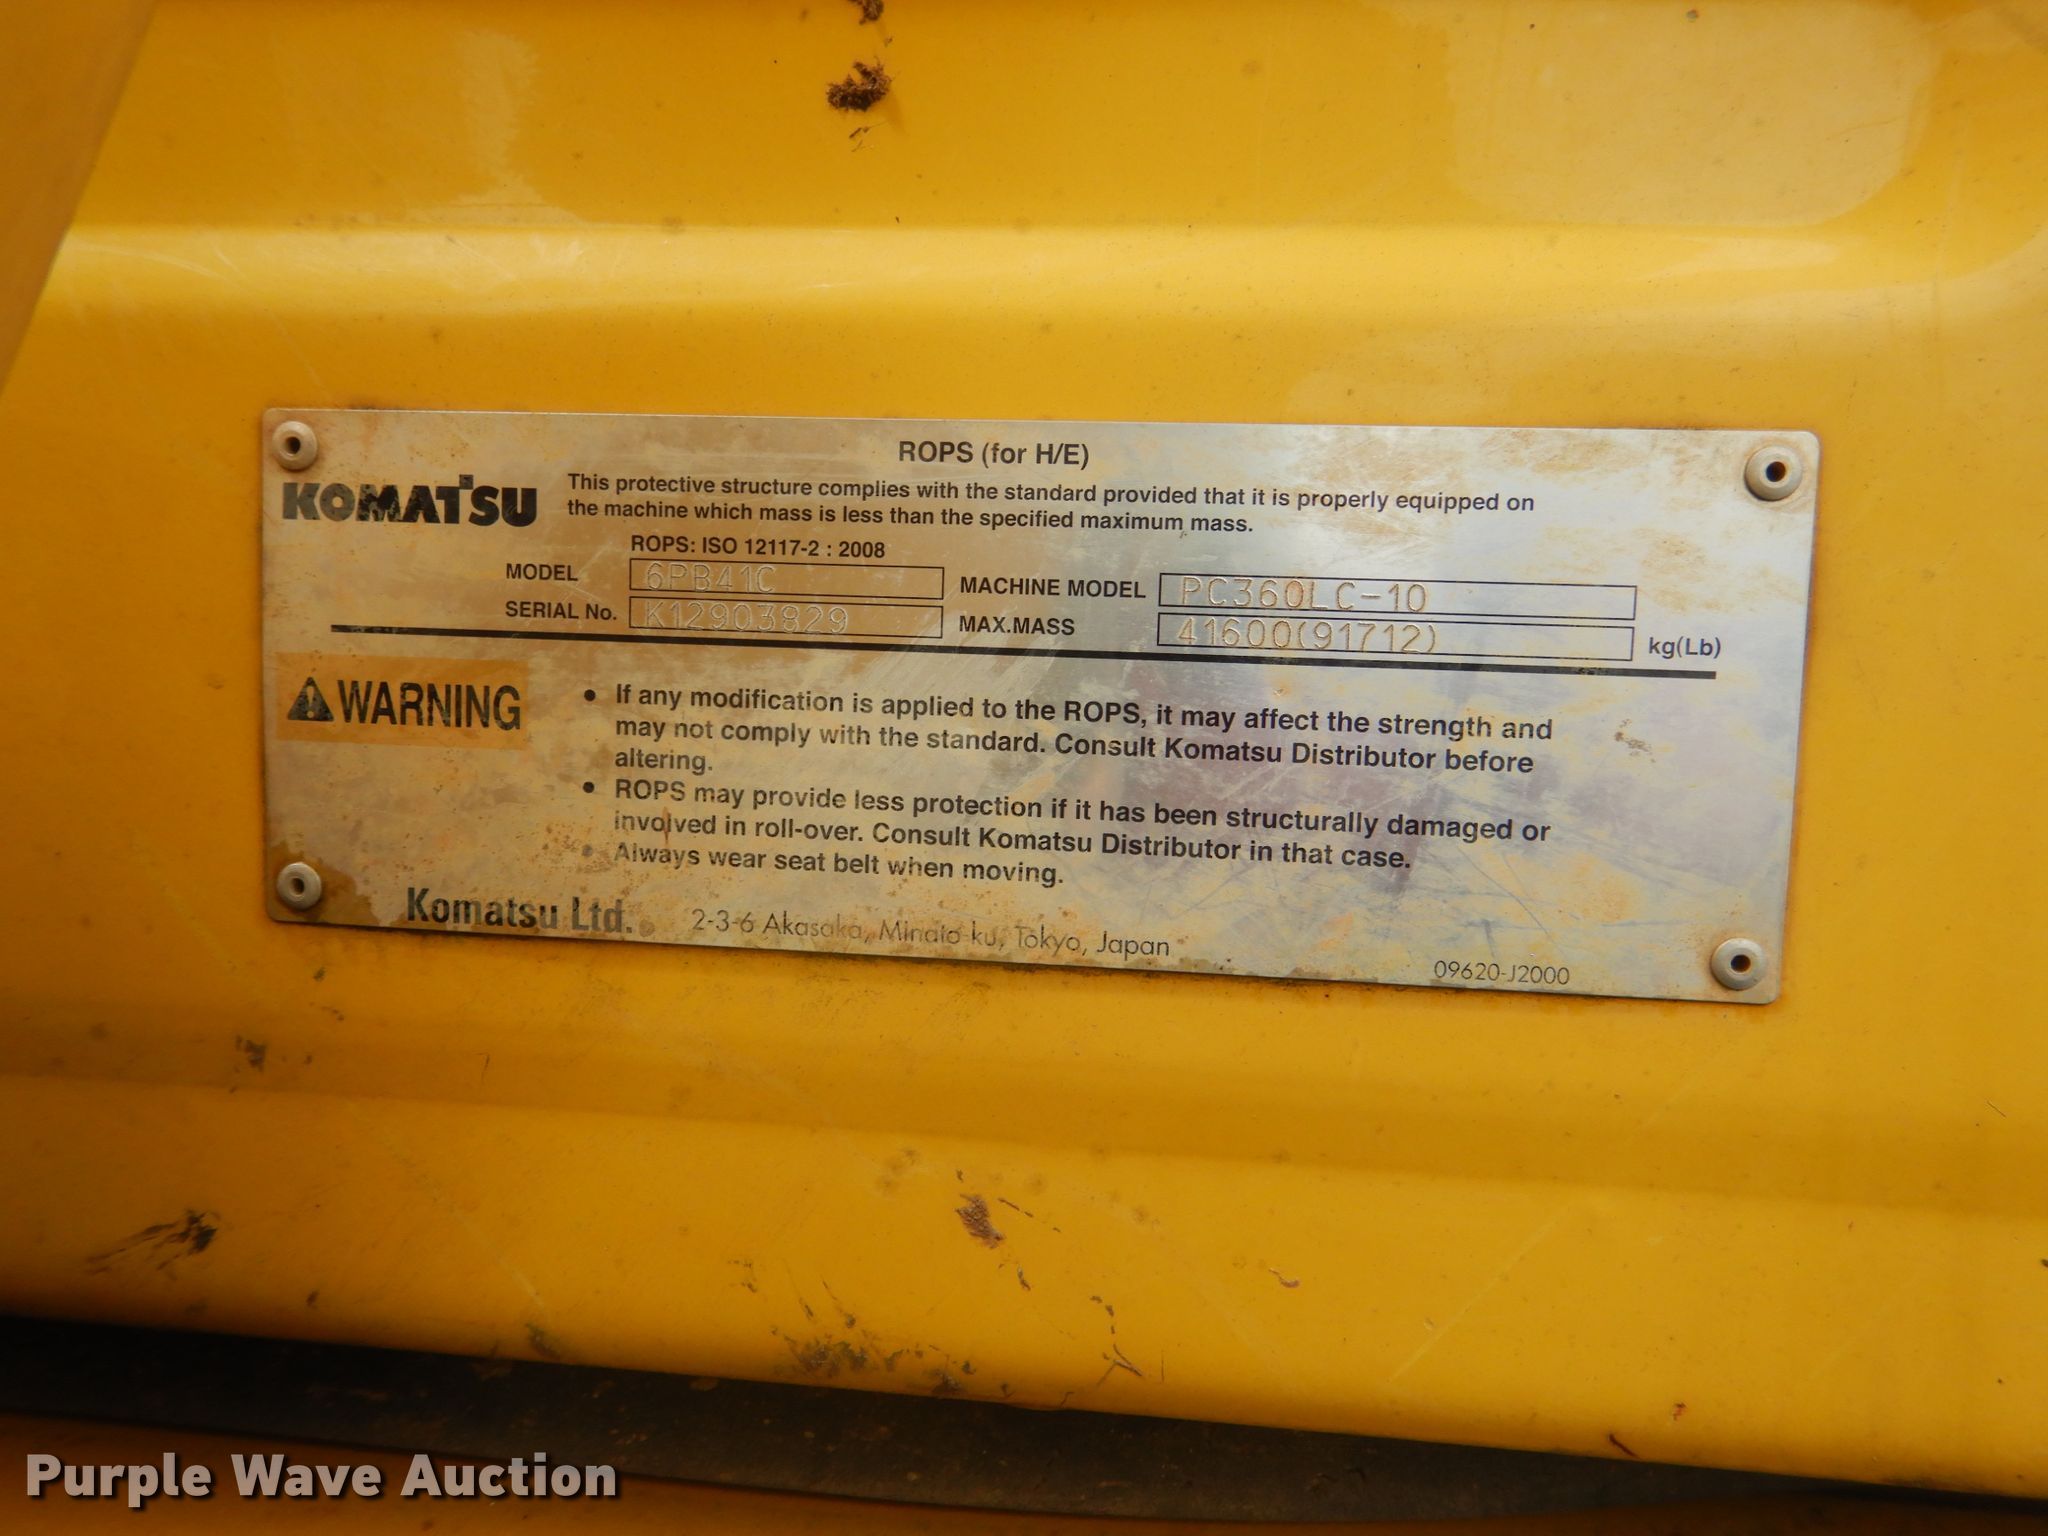 ROPS (for H/E)
KOMATSU
This protective structure complies with the standard provided that it is properly equipped on
the machine which mass is less than the specified maximum mass.
ROPS: ISO 12117-2 : 2008
MODEL 6PB41C MACHINE MODEL PC360LC-10
SERIAL No. K12903829 MAX.MASS 41600(91712) kg(Lb)
WARNING
• If any modification is applied to the ROPS, it may affect the strength and
may not comply with the standard. Consult Komatsu Distributor before
altering.
• ROPS may provide less protection if it has been structurally damaged or
involved in roll-over. Consult Komatsu Distributor in that case.
• Always wear seat belt when moving.
Komatsu Ltd. 2-3-6 Akasaka, Minato-ku, Tokyo, Japan
09620-J2000
Purple Wave Auction